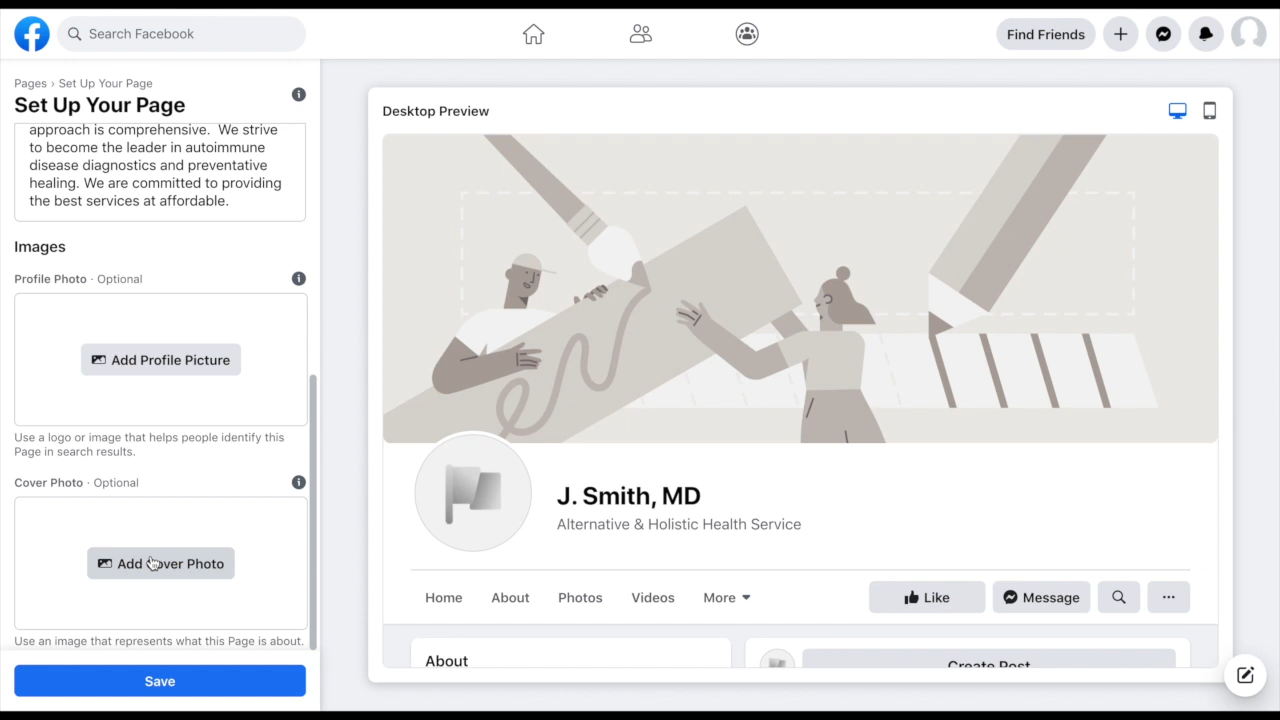 Search Facebook
Find Friends
Pages › Set Up Your Page
Set Up Your Page
approach is comprehensive. We strive
to become the leader in autoimmune
disease diagnostics and preventative
healing. We are committed to providing
the best services at affordable.
Images
Profile Photo · Optional
Add Profile Picture
Use a logo or image that helps people identify this
Page in search results.
Cover Photo · Optional
Add Cover Photo
Use an image that represents what this Page is about.
Save
Desktop Preview
J. Smith, MD
Alternative & Holistic Health Service
Home About Photos Videos More
Like Message
About
Create Post